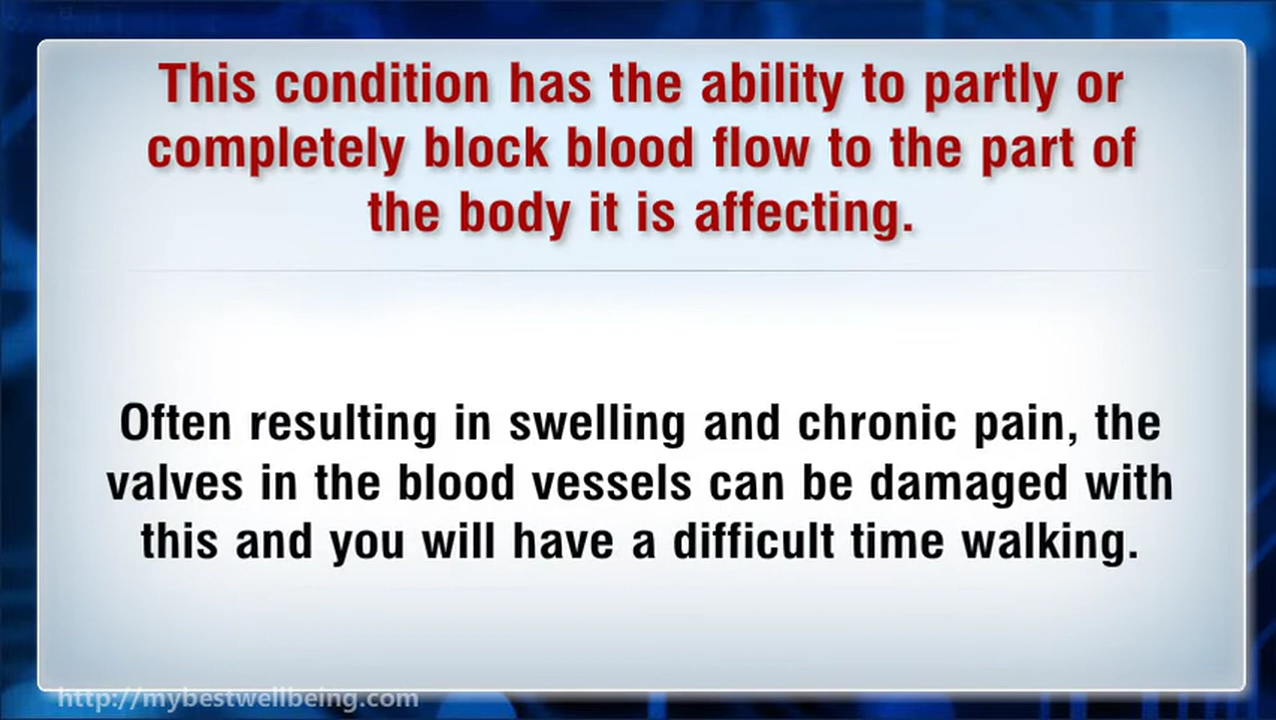 This condition has the ability to partly or
completely block blood flow to the part of
the body it is affecting.
Often resulting in swelling and chronic pain, the
valves in the blood vessels can be damaged with
this and you will have a difficult time walking.
http://mybestwellbeing.com